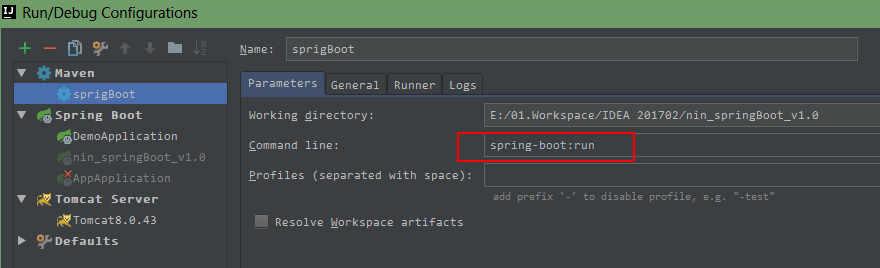 Run/Debug Configurations
Name: sprigBoot
Maven
sprigBoot
Spring Boot
DemoApplication
nin_springBoot_v1.0
AppApplication
Tomcat Server
Tomcat8.0.43
Defaults
Parameters General Runner Logs
Working directory: E:/01.Workspace/IDEA 201702/nin_springBoot_v1.0
Command line: spring-boot:run
Profiles (separated with space):
add prefix '-' to disable profile, e.g. "-test"
Resolve Workspace artifacts